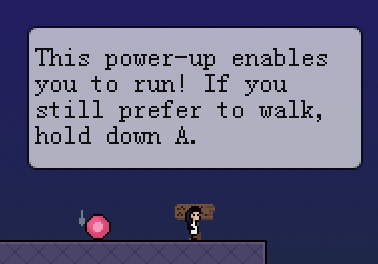 This power-up enables
you to run! If you
still prefer to walk,
hold down A.